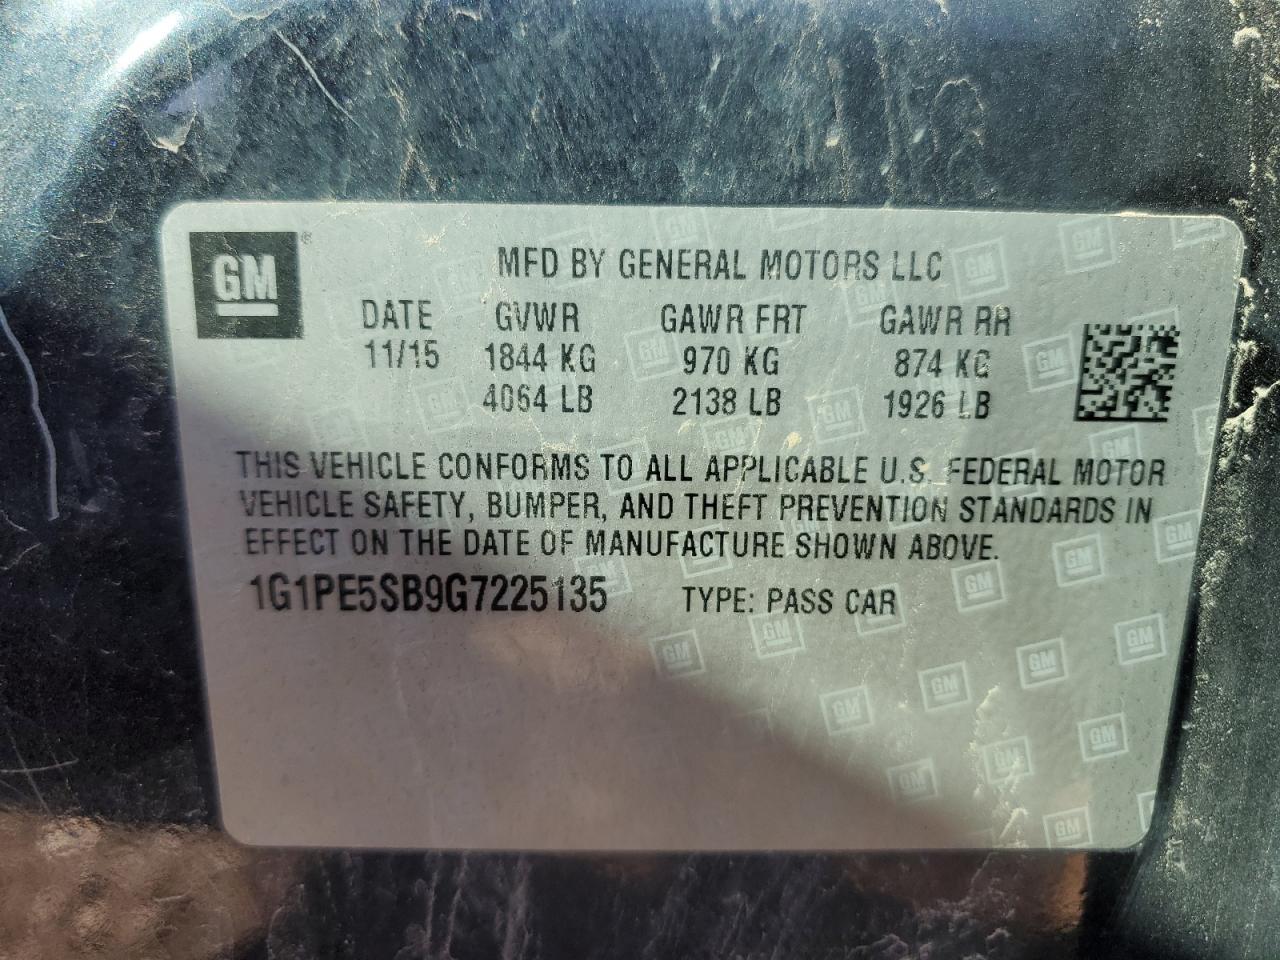 GM
MFD BY GENERAL MOTORS LLC
DATE GVWR GAWR FRT GAWR RR
11/15 1844 KG 970 KG 874 KG
4064 LB 2138 LB 1926 LB
THIS VEHICLE CONFORMS TO ALL APPLICABLE U.S. FEDERAL MOTOR
VEHICLE SAFETY, BUMPER, AND THEFT PREVENTION STANDARDS IN
EFFECT ON THE DATE OF MANUFACTURE SHOWN ABOVE.
1G1PE5SB9G7225135 TYPE: PASS CAR